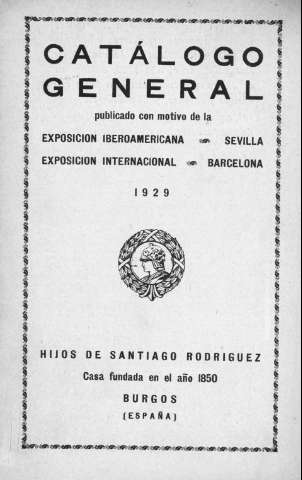 CATÁLOGO
GENERAL
publicado con motivo de la
EXPOSICION IBEROAMERICANA SEVILLA
EXPOSICION INTERNACIONAL BARCELONA
1929
HIJOS DE SANTIAGO RODRIGUEZ
Casa fundada en el año 1850
BURGOS
(ESPAÑA)